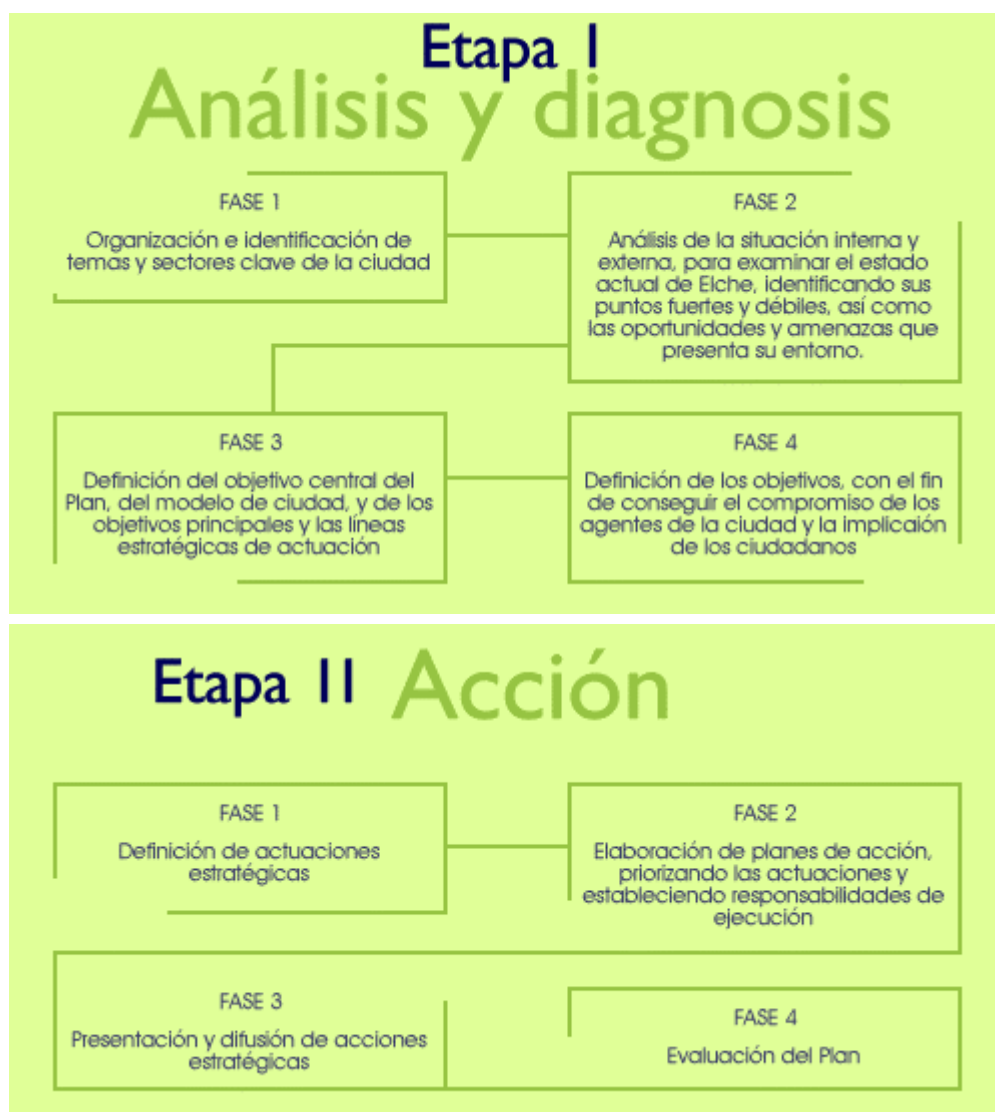 Etapa I
Análisis y diagnosis
FASE 1
Organización e identificación de
temas y sectores clave de la ciudad
FASE 2
Análisis de la situación interna y
externa, para examinar el estado
actual de Elche, identificando sus
puntos fuertes y débiles, así como
las oportunidades y amenazas que
presenta su entorno.
FASE 3
Definición del objetivo central del
Plan, del modelo de ciudad, y de los
objetivos principales y las líneas
estratégicas de actuación
FASE 4
Definición de los objetivos, con el fin
de conseguir el compromiso de los
agentes de la ciudad y la implicaión
de los ciudadanos
Etapa II Acción
FASE 1
Definición de actuaciones
estratégicas
FASE 2
Elaboración de planes de acción,
priorizando las actuaciones y
estableciendo responsabilidades de
ejecución
FASE 3
Presentación y difusión de acciones
estratégicas
FASE 4
Evaluación del Plan